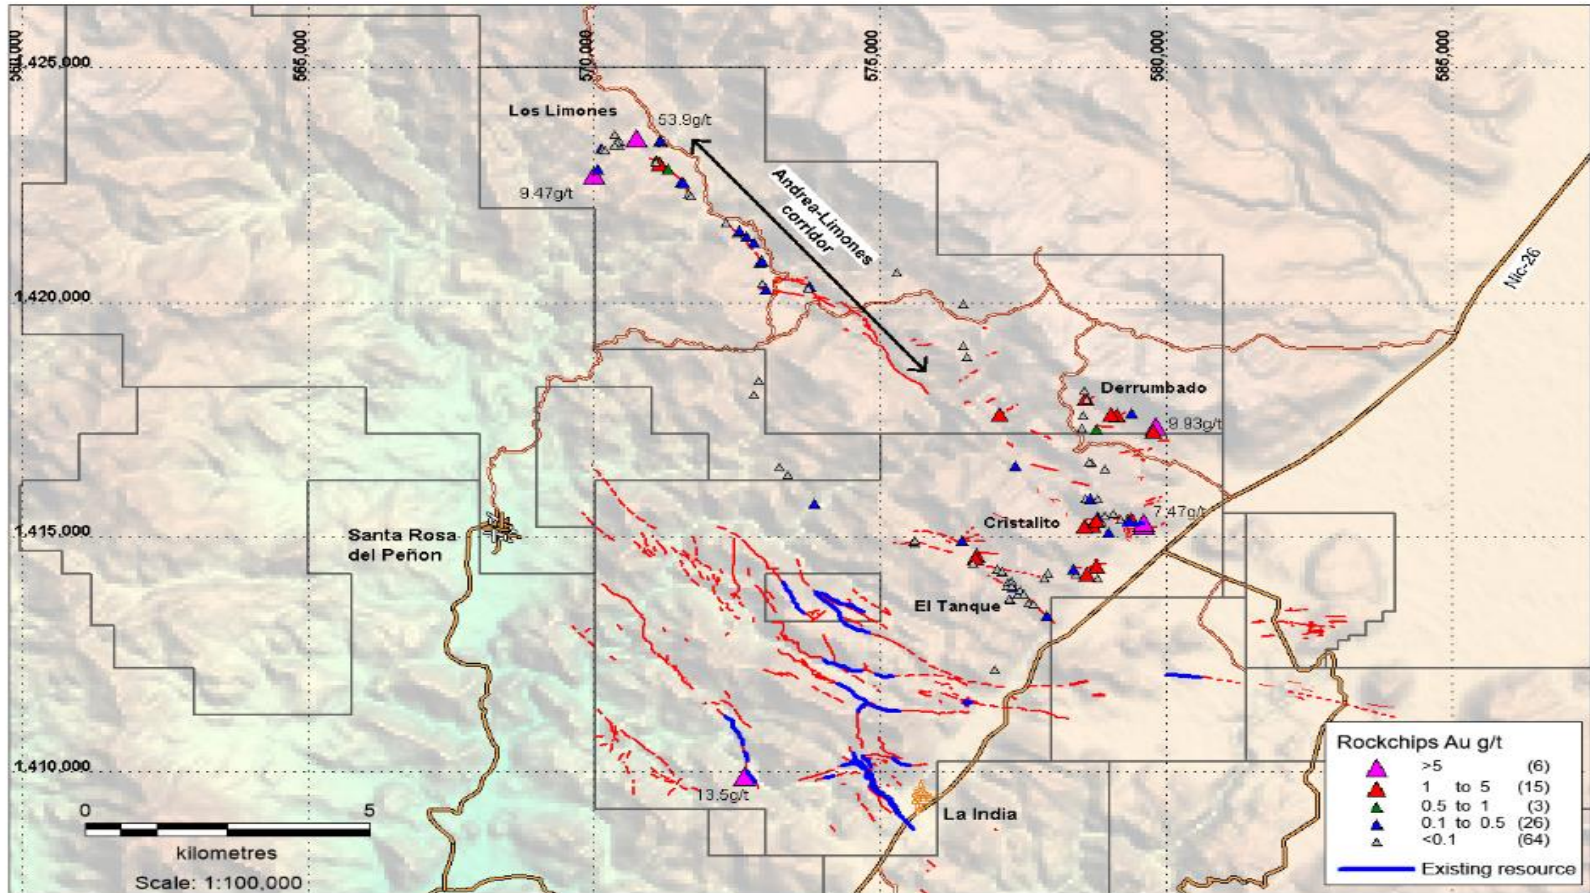 570,000
575,000
580,000
585,000
565,000
1,425,000
Los Limones
53.9g/t
9.47g/t
Andrea-Limones
corridor
Nic-26
1,420,000
Derrumbado
9.93g/t
7.47g/t
Cristalito
1,415,000
Santa Rosa
del Peñon
El Tanque
1,410,000
13.5g/t
La India
0 5
kilometres
Scale: 1:100,000
Rockchips Au g/t
>5 (6)
1 to 5 (15)
0.5 to 1 (3)
0.1 to 0.5 (26)
<0.1 (64)
Existing resource